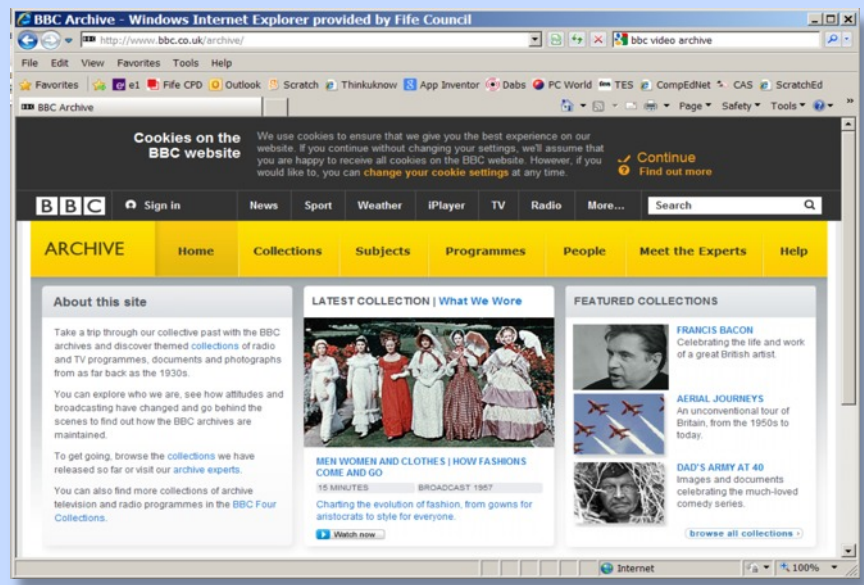 BBC Archive - Windows Internet Explorer provided by Fife Council
http://www.bbc.co.uk/archive/
bbc video archive
File Edit View Favorites Tools Help
Favorites e1 Fife CPD Outlook Scratch Thinkuknow App Inventor Dabs PC World TES CompEdNet CAS ScratchEd
BBC Archive
Page Safety Tools
Cookies on the
BBC website
We use cookies to ensure that we give you the best experience on our
website. If you continue without changing your settings, we'll assume that
you are happy to receive all cookies on the BBC website. However, if you
would like to, you can change your cookie settings at any time.
Continue
Find out more
BBC Sign in News Sport Weather iPlayer TV Radio More... Search
ARCHIVE Home Collections Subjects Programmes People Meet the Experts Help
About this site
Take a trip through our collective past with the BBC
archives and discover themed collections of radio
and TV programmes, documents and photographs
from as far back as the 1930s.
You can explore who we are, see how attitudes and
broadcasting have changed and go behind the
scenes to find out how the BBC archives are
maintained.
To get going, browse the collections we have
released so far or visit our archive experts.
You can also find more collections of archive
television and radio programmes in the BBC Four
Collections.
LATEST COLLECTION | What We Wore
MEN WOMEN AND CLOTHES | HOW FASHIONS
COME AND GO
15 MINUTES BROADCAST 1957
Charting the evolution of fashion, from gowns for
aristocrats to style for everyone.
Watch now
FEATURED COLLECTIONS
FRANCIS BACON
Celebrating the life and work
of a great British artist.
AERIAL JOURNEYS
An unconventional tour of
Britain, from the 1950s to
today.
DAD'S ARMY AT 40
Images and documents
celebrating the much-loved
comedy series.
browse all collections
Internet 100%